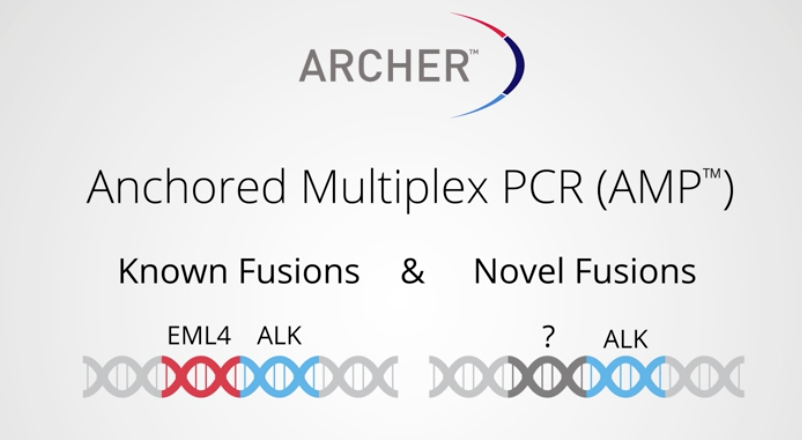 ARCHER™
Anchored Multiplex PCR (AMP™)
Known Fusions & Novel Fusions
EML4 ALK ? ALK